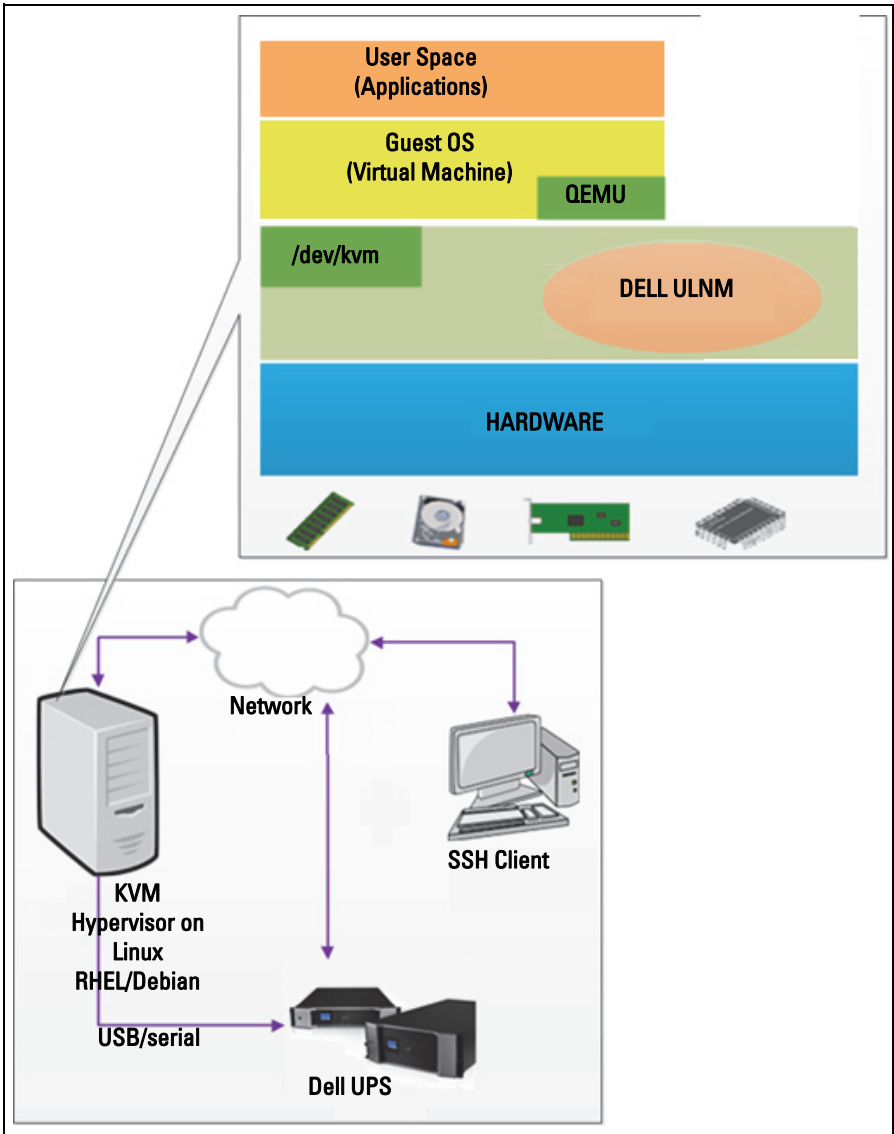 User Space
(Applications)
Guest OS
(Virtual Machine)
QEMU
/dev/kvm
DELL ULNM
HARDWARE
Network
SSH Client
KVM
Hypervisor on
Linux
RHEL/Debian
USB/serial
Dell UPS